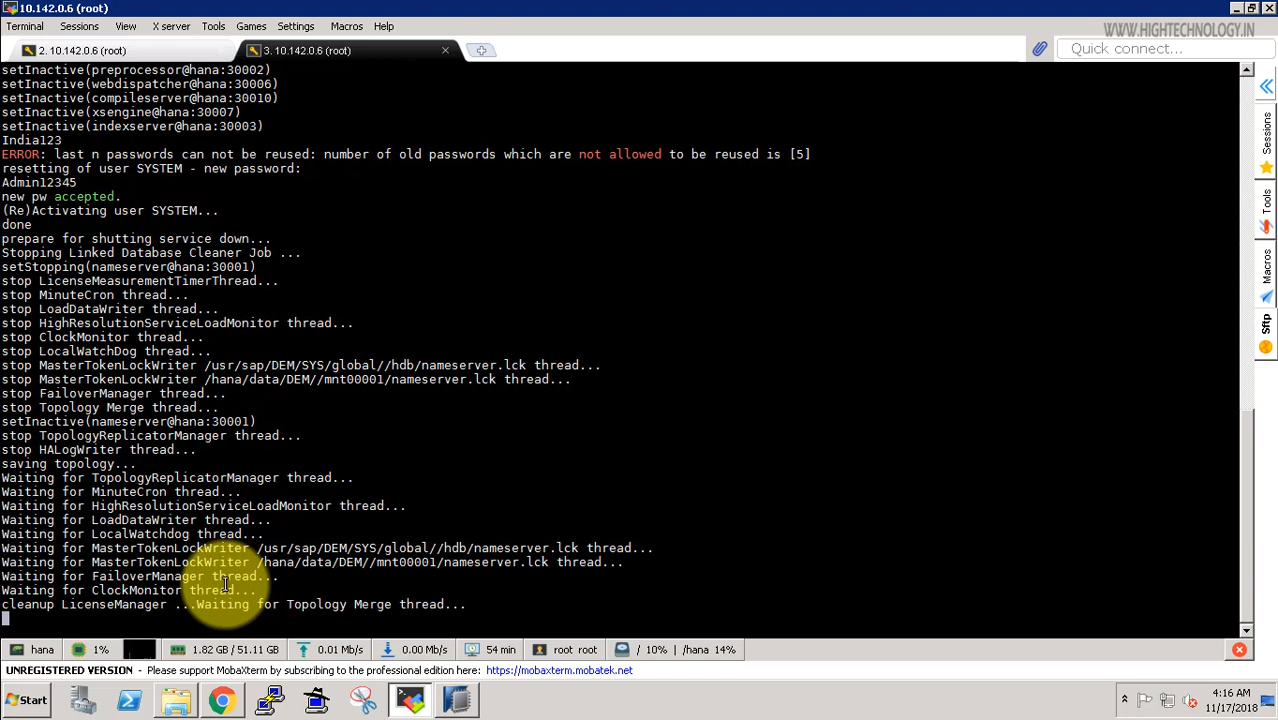 10.142.0.6 (root)
Terminal Sessions View X server Tools Games Settings Macros Help
WWW.HIGHTECHNOLOGY.IN
2. 10.142.0.6 (root)
3. 10.142.0.6 (root)
Quick connect...
setInactive(preprocessor@hana:30002)
setInactive(webdispatcher@hana:30006)
setInactive(compileserver@hana:30010)
setInactive(xsengine@hana:30007)
setInactive(indexserver@hana:30003)
India123
ERROR: last n passwords can not be reused: number of old passwords which are not allowed to be reused is [5]
resetting of user SYSTEM - new password:
Admin12345
new pw accepted.
(Re)Activating user SYSTEM...
done
prepare for shutting service down...
Stopping Linked Database Cleaner Job ...
setStopping(nameserver@hana:30001)
stop LicenseMeasurementTimerThread...
stop MinuteCron thread...
stop LoadDataWriter thread...
stop HighResolutionServiceLoadMonitor thread...
stop ClockMonitor thread...
stop LocalWatchDog thread...
stop MasterTokenLockWriter /usr/sap/DEM/SYS/global//hdb/nameserver.lck thread...
stop MasterTokenLockWriter /hana/data/DEM//mnt00001/nameserver.lck thread...
stop FailoverManager thread...
stop Topology Merge thread...
setInactive(nameserver@hana:30001)
stop TopologyReplicatorManager thread...
stop HALogWriter thread...
saving topology...
Waiting for TopologyReplicatorManager thread...
Waiting for MinuteCron thread...
Waiting for HighResolutionServiceLoadMonitor thread...
Waiting for LoadDataWriter thread...
Waiting for LocalWatchdog thread...
Waiting for MasterTokenLockWriter /usr/sap/DEM/SYS/global//hdb/nameserver.lck thread...
Waiting for MasterTokenLockWriter /hana/data/DEM//mnt00001/nameserver.lck thread...
Waiting for FailoverManager thread...
Waiting for ClockMonitor thread...
cleanup LicenseManager ...Waiting for Topology Merge thread...
Sessions
Tools
Macros
Sftp
hana 1% 1.82 GB / 51.11 GB 0.01 Mb/s 0.00 Mb/s 54 min root root / 10% | /hana 14%
UNREGISTERED VERSION - Please support MobaXterm by subscribing to the professional edition here: https://mobaxterm.mobatek.net
Start
4:16 AM
11/17/2018